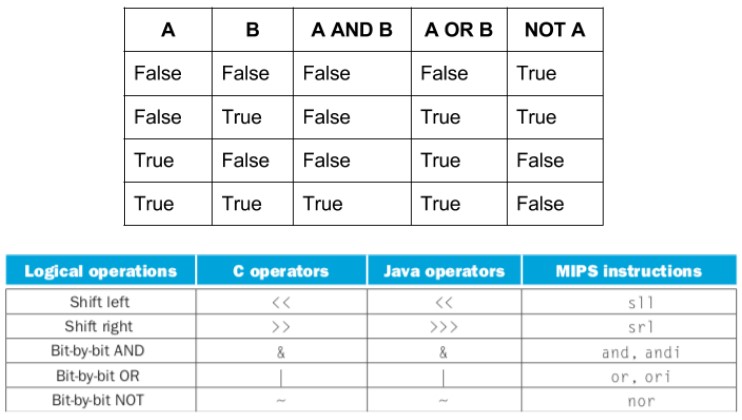 A B A AND B A OR B NOT A
False False False False True
False True False True True
True False False True False
True True True True False
Logical operations C operators Java operators MIPS instructions
Shift left << << sll
Shift right >> >>> srl
Bit-by-bit AND & & and, andi
Bit-by-bit OR | | or, ori
Bit-by-bit NOT ~ ~ nor